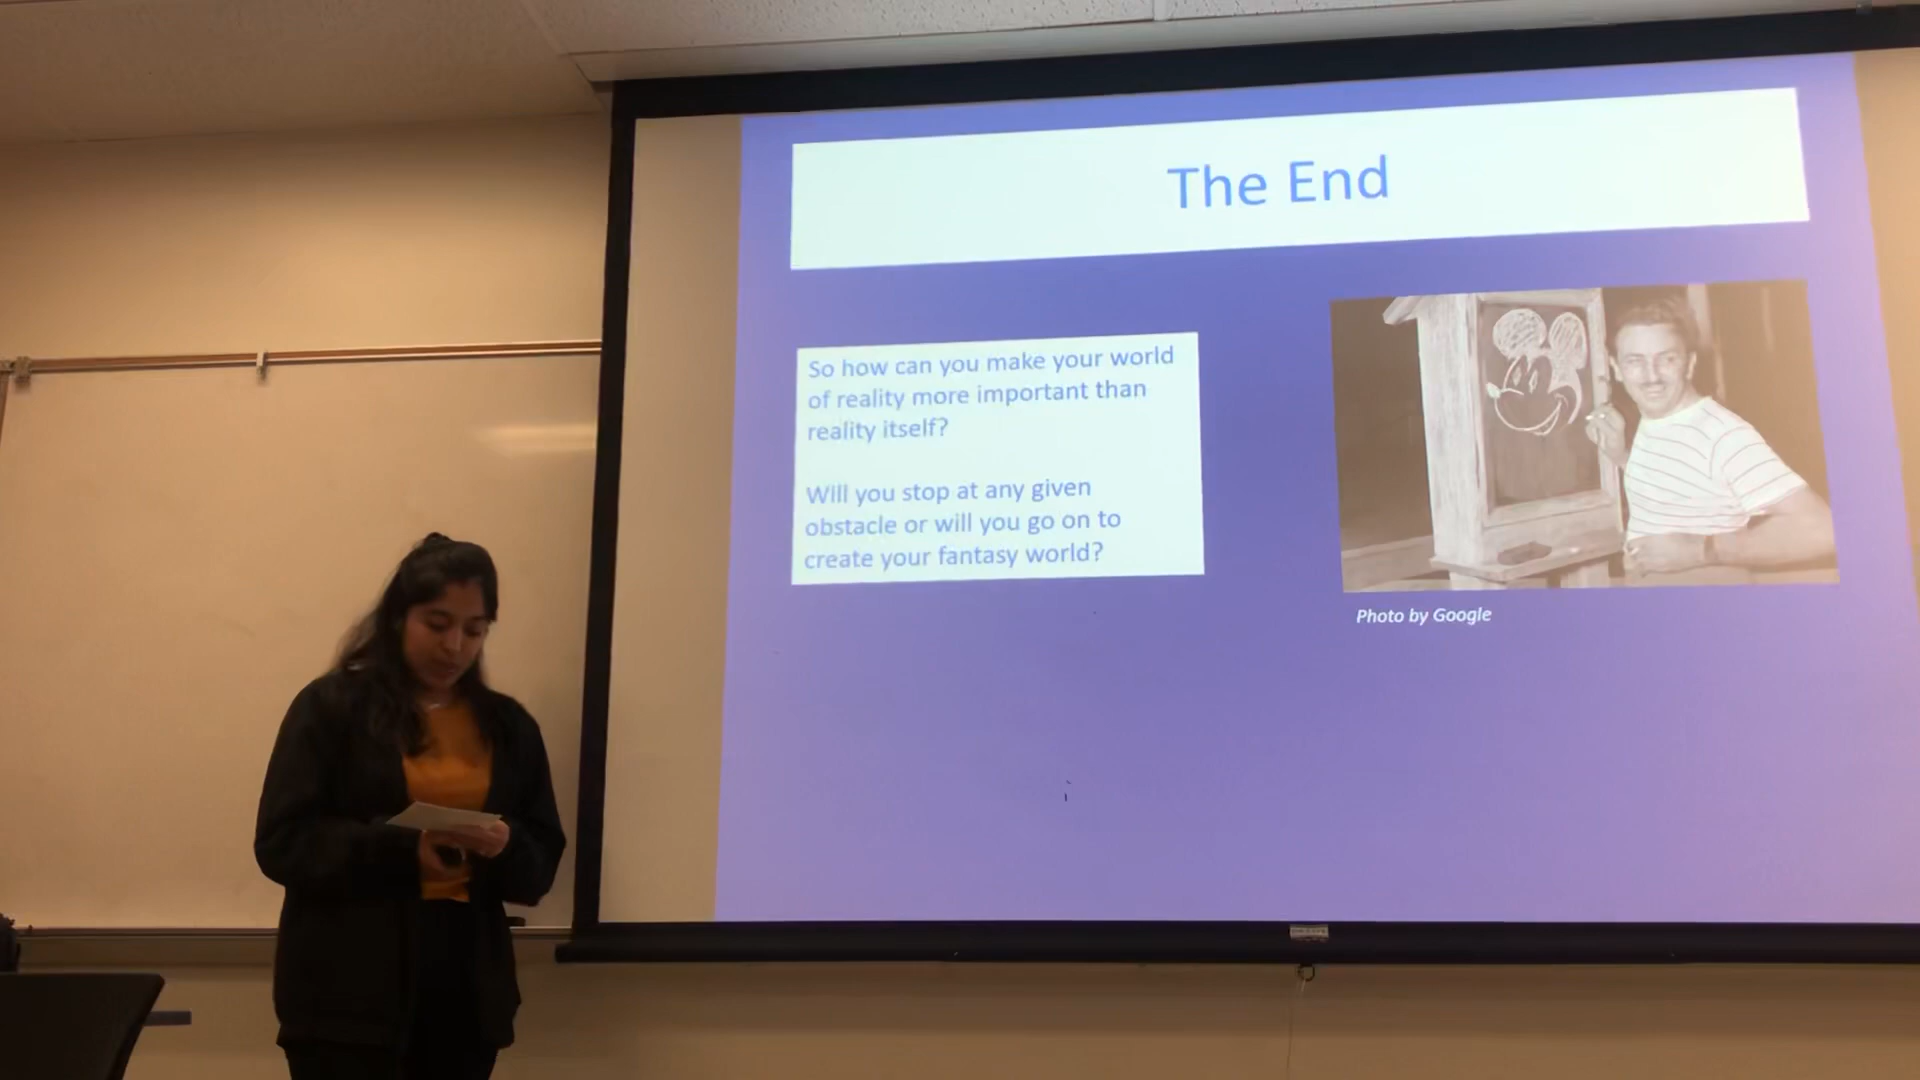 The End
So how can you make your world
of reality more important than
reality itself?
Will you stop at any given
obstacle or will you go on to
create your fantasy world?
Photo by Google